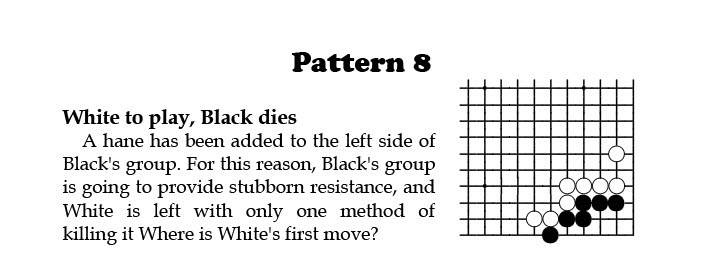 Pattern 8
White to play, Black dies
A hane has been added to the left side of
Black's group. For this reason, Black's group
is going to provide stubborn resistance, and
White is left with only one method of
killing it Where is White's first move?